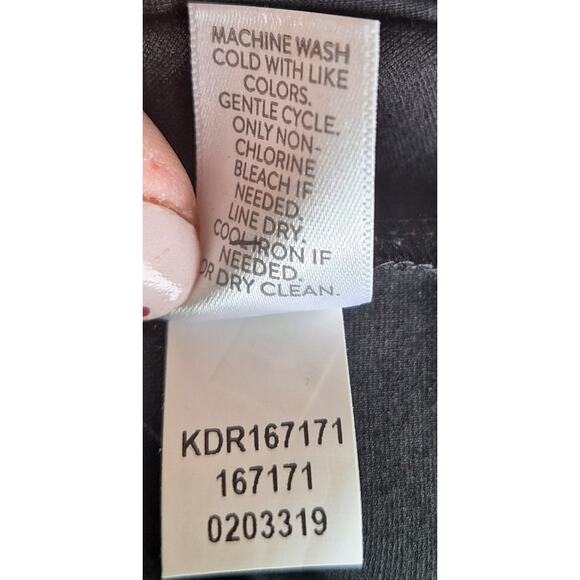 MACHINE WASH
COLD WITH LIKE
COLORS.
GENTLE CYCLE.
ONLY NON-
CHLORINE
BLEACH IF
NEEDED.
LINE DRY.
COOL IRON IF
NEEDED.
OR DRY CLEAN.
KDR167171
167171
0203319